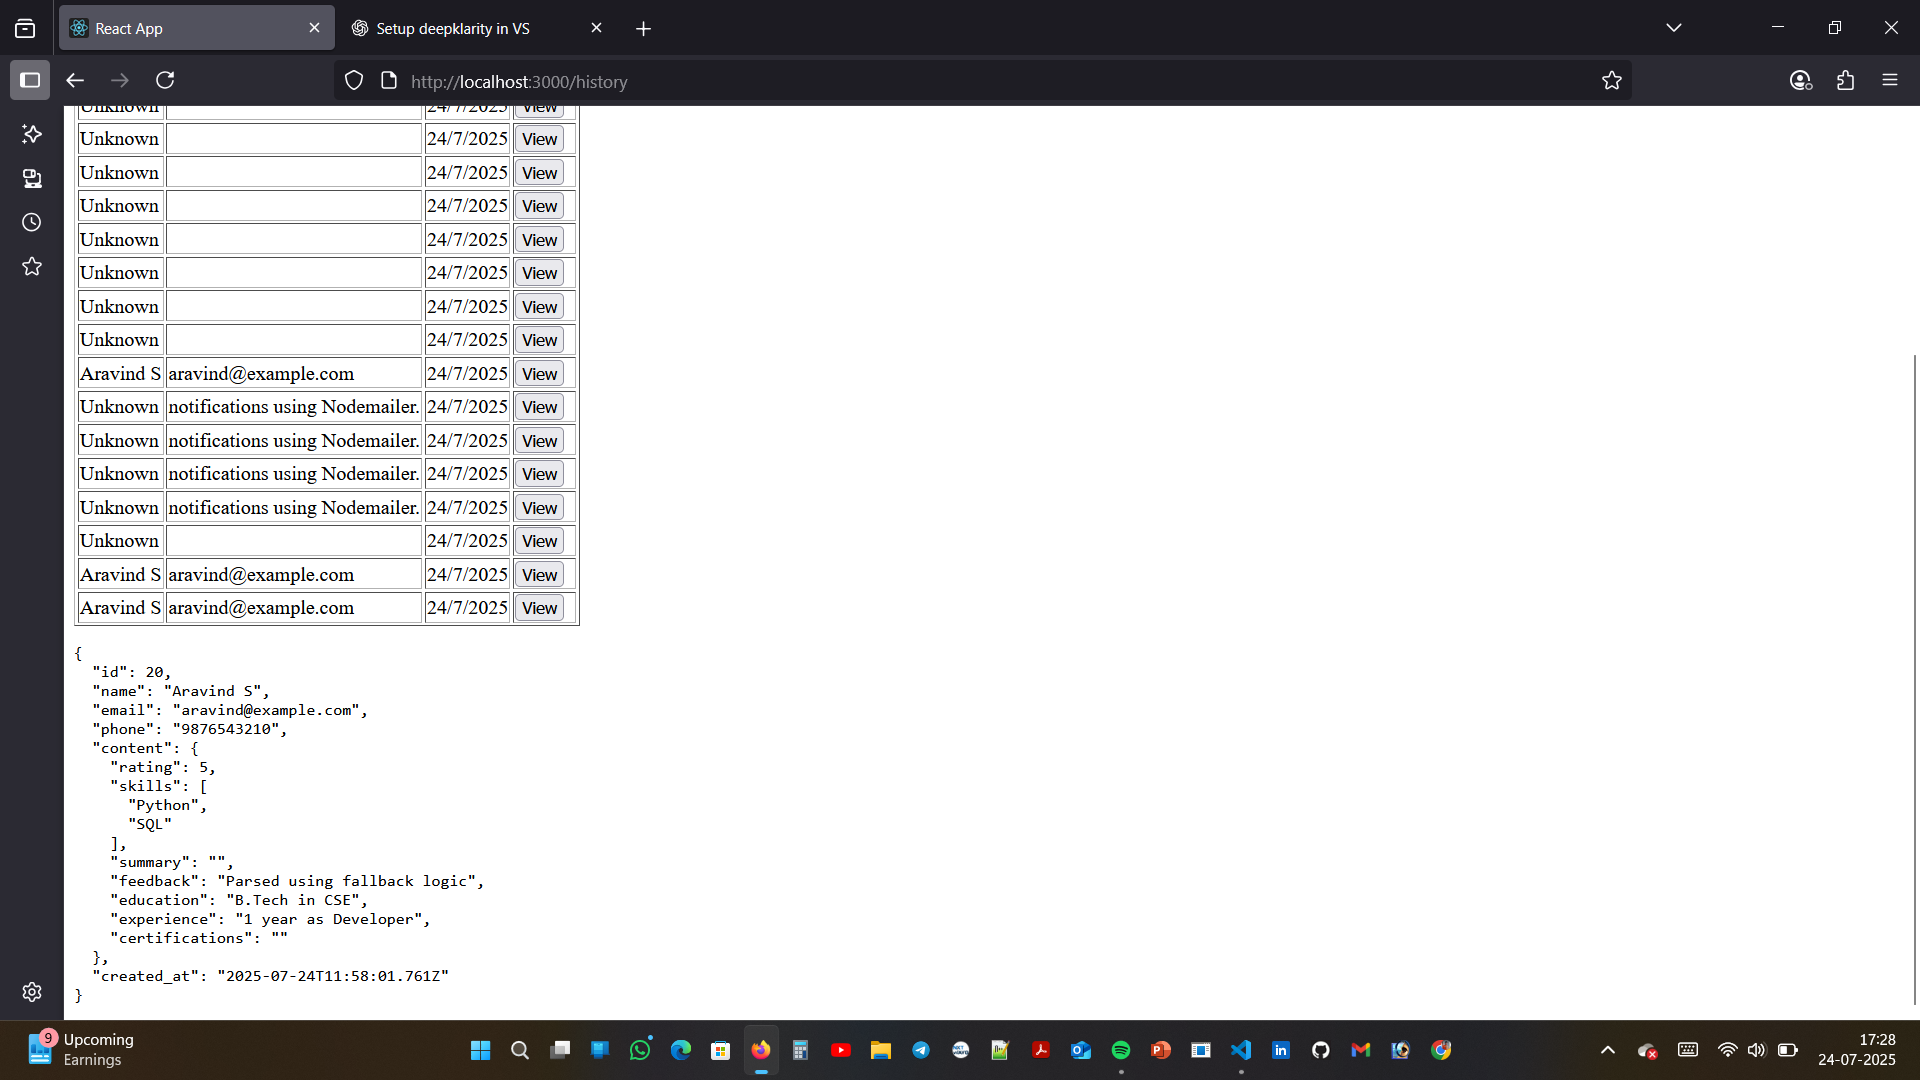 React App
Setup deepklarity in VS
http://localhost:3000/history
Unknown 24/7/2025 View
Unknown 24/7/2025 View
Unknown 24/7/2025 View
Unknown 24/7/2025 View
Unknown 24/7/2025 View
Unknown 24/7/2025 View
Unknown 24/7/2025 View
Unknown 24/7/2025 View
Aravind S aravind@example.com 24/7/2025 View
Unknown notifications using Nodemailer. 24/7/2025 View
Unknown notifications using Nodemailer. 24/7/2025 View
Unknown notifications using Nodemailer. 24/7/2025 View
Unknown notifications using Nodemailer. 24/7/2025 View
Unknown 24/7/2025 View
Aravind S aravind@example.com 24/7/2025 View
Aravind S aravind@example.com 24/7/2025 View
{
"id": 20,
"name": "Aravind S",
"email": "aravind@example.com",
"phone": "9876543210",
"content": {
"rating": 5,
"skills": [
"Python",
"SQL"
],
"summary": "",
"feedback": "Parsed using fallback logic",
"education": "B.Tech in CSE",
"experience": "1 year as Developer",
"certifications": ""
},
"created_at": "2025-07-24T11:58:01.761Z"
}
9
Upcoming
Earnings
17:28
24-07-2025